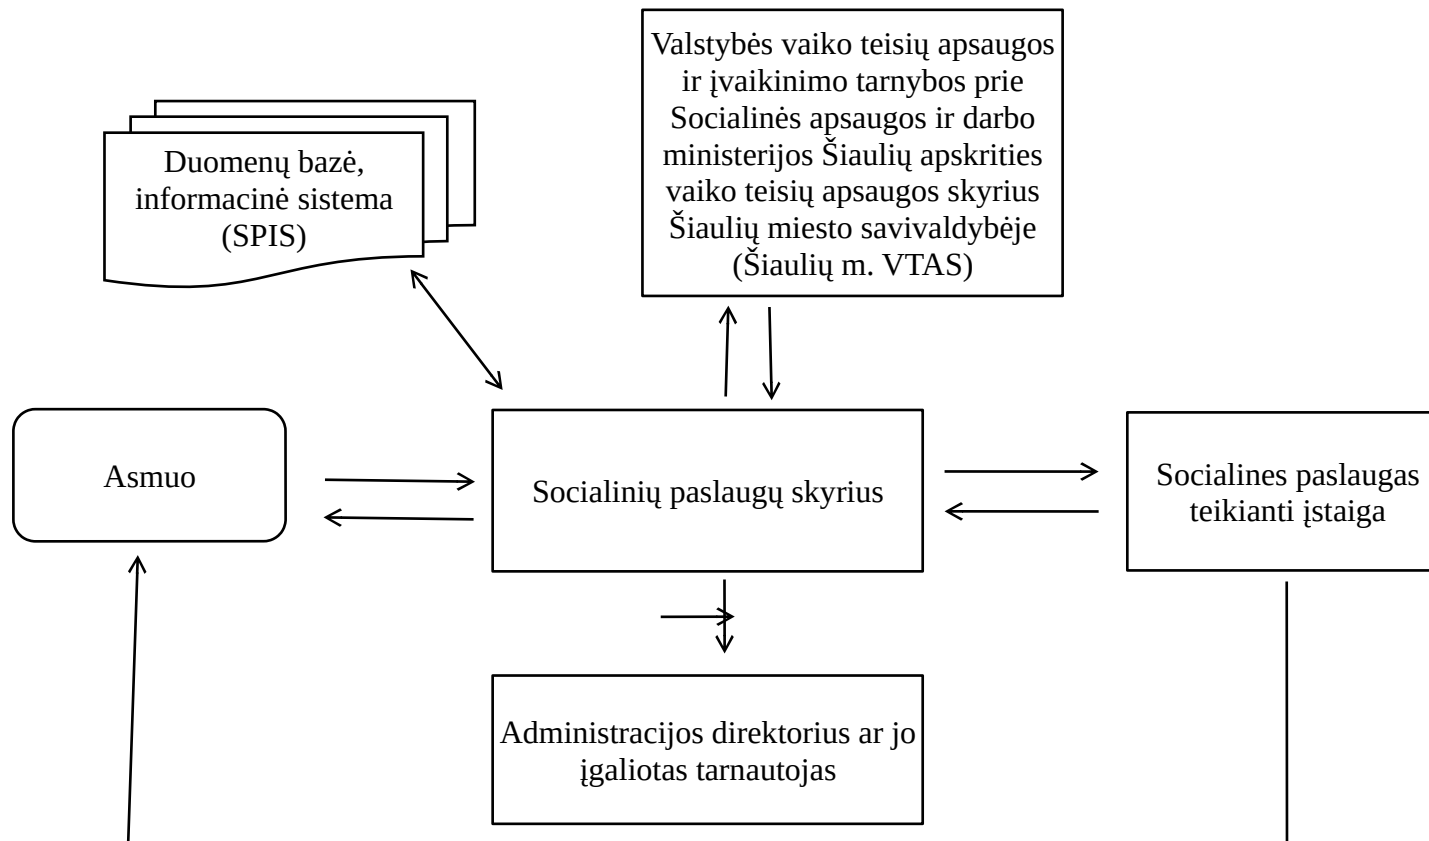 Valstybės vaiko teisių apsaugos
ir įvaikinimo tarnybos prie
Socialinės apsaugos ir darbo
ministerijos Šiaulių apskrities
vaiko teisių apsaugos skyrius
Šiaulių miesto savivaldybėje
(Šiaulių m. VTAS)
Duomenų bazė,
informacinė sistema
(SPIS)
Asmuo
Socialinių paslaugų skyrius
Socialines paslaugas
teikianti įstaiga
Administracijos direktorius ar jo
įgaliotas tarnautojas